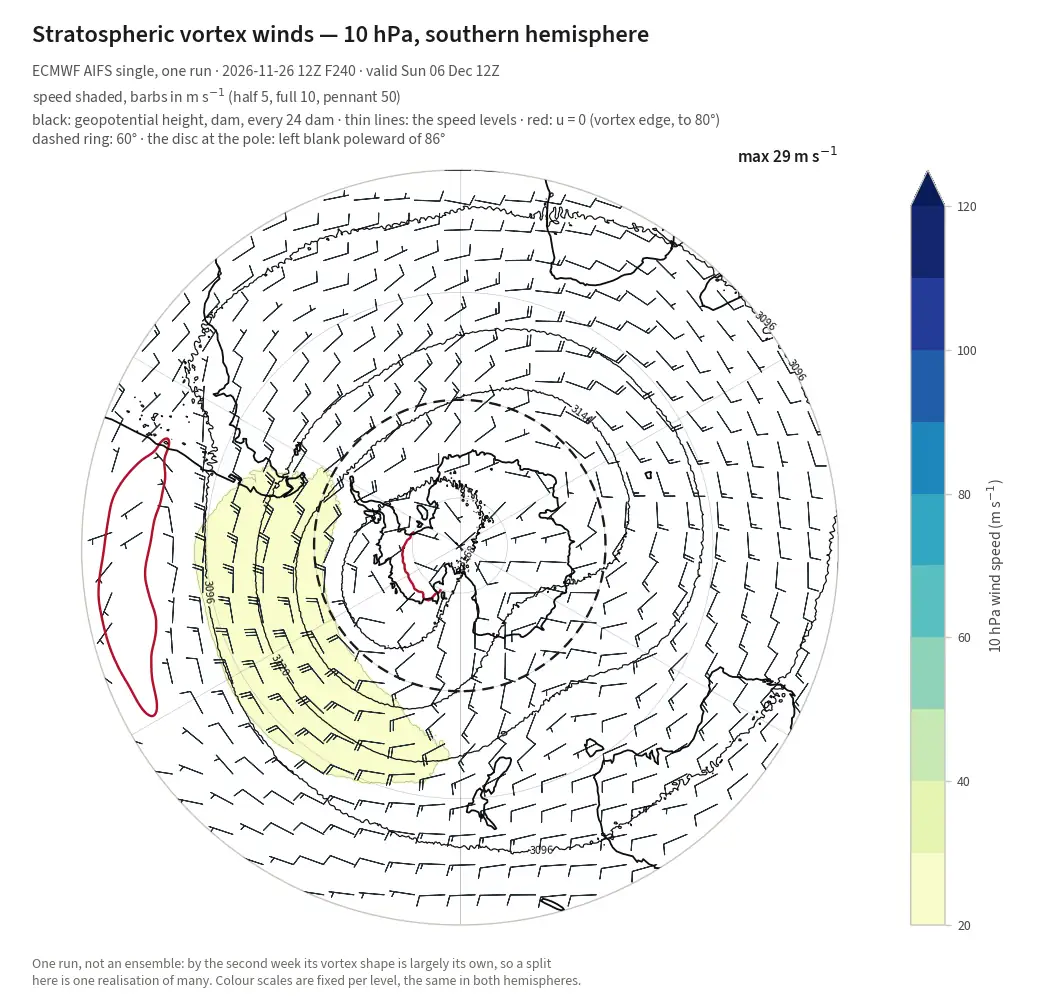 Stratospheric vortex winds — 10 hPa, southern hemisphere
ECMWF AIFS single, one run · 2026-11-26 12Z F240 · valid Sun 06 Dec 12Z
speed shaded, barbs in m s⁻¹ (half 5, full 10, pennant 50)
black: geopotential height, dam, every 24 dam · thin lines: the speed levels · red: u = 0 (vortex edge, to 80°)
dashed ring: 60° · the disc at the pole: left blank poleward of 86°
max 29 m s⁻¹
120
100
80
60
40
20
10 hPa wind speed (m s⁻¹)
3096
3096
3144
3096
3120
3096
One run, not an ensemble: by the second week its vortex shape is largely its own, so a split
here is one realisation of many. Colour scales are fixed per level, the same in both hemispheres.